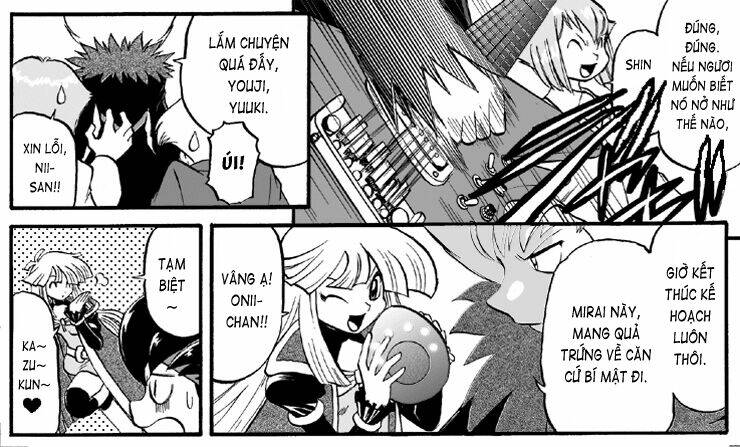 ĐÚNG,
ĐÚNG.
NẾU NGƯƠI
MUỐN BIẾT
NÓ NỞ NHƯ
THẾ NÀO,
SHIN
LẮM CHUYỆN
QUÁ ĐẤY,
YOUJI,
YUUKI.
ÚI!
XIN LỖI,
NII-
SAN!!
GIỜ KẾT
THÚC KẾ
HOẠCH
LUÔN
THÔI.
MIRAI NÀY,
MANG QUẢ
TRỨNG VỀ CĂN
CỨ BÍ MẬT ĐI.
VÂNG Ạ!
ONII-
CHAN!!
TẠM
BIỆT
~
KA~
ZU~
KUN~
♥